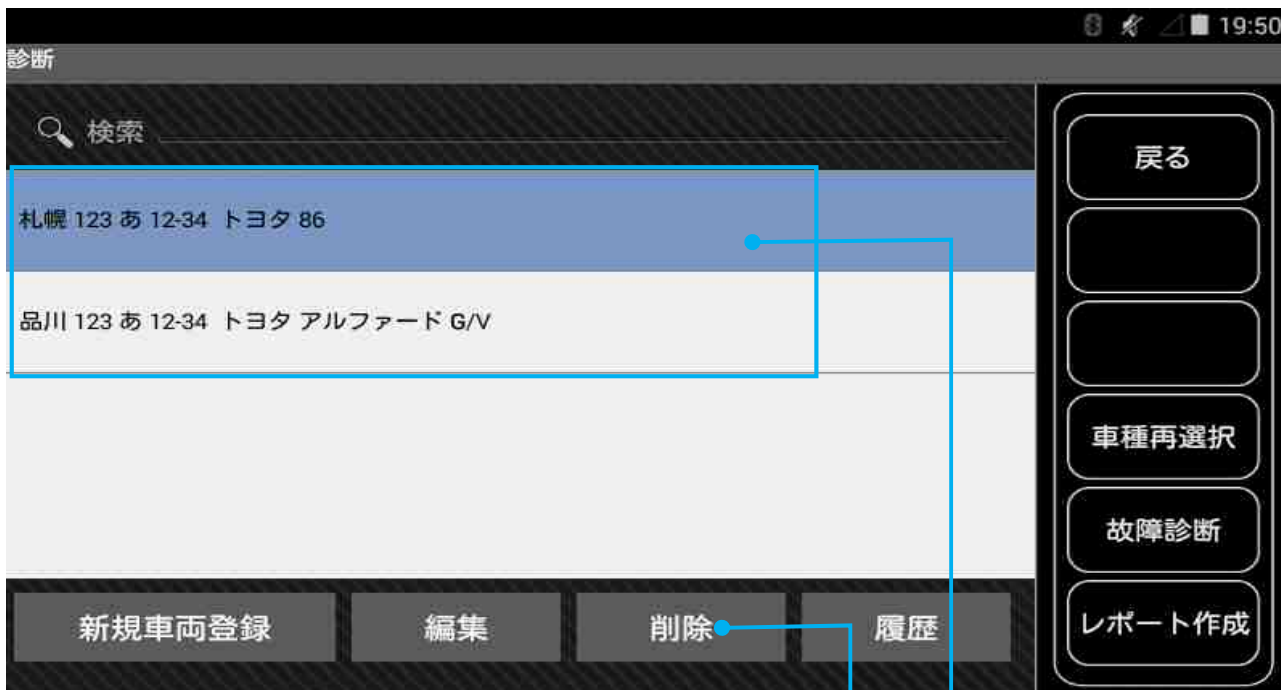 19:50
診断
検索
戻る
札幌 123 あ 12-34 トヨタ 86
品川 123 あ 12-34 トヨタ アルファード G/V
車種再選択
故障診断
新規車両登録 編集 削除 履歴
レポート作成